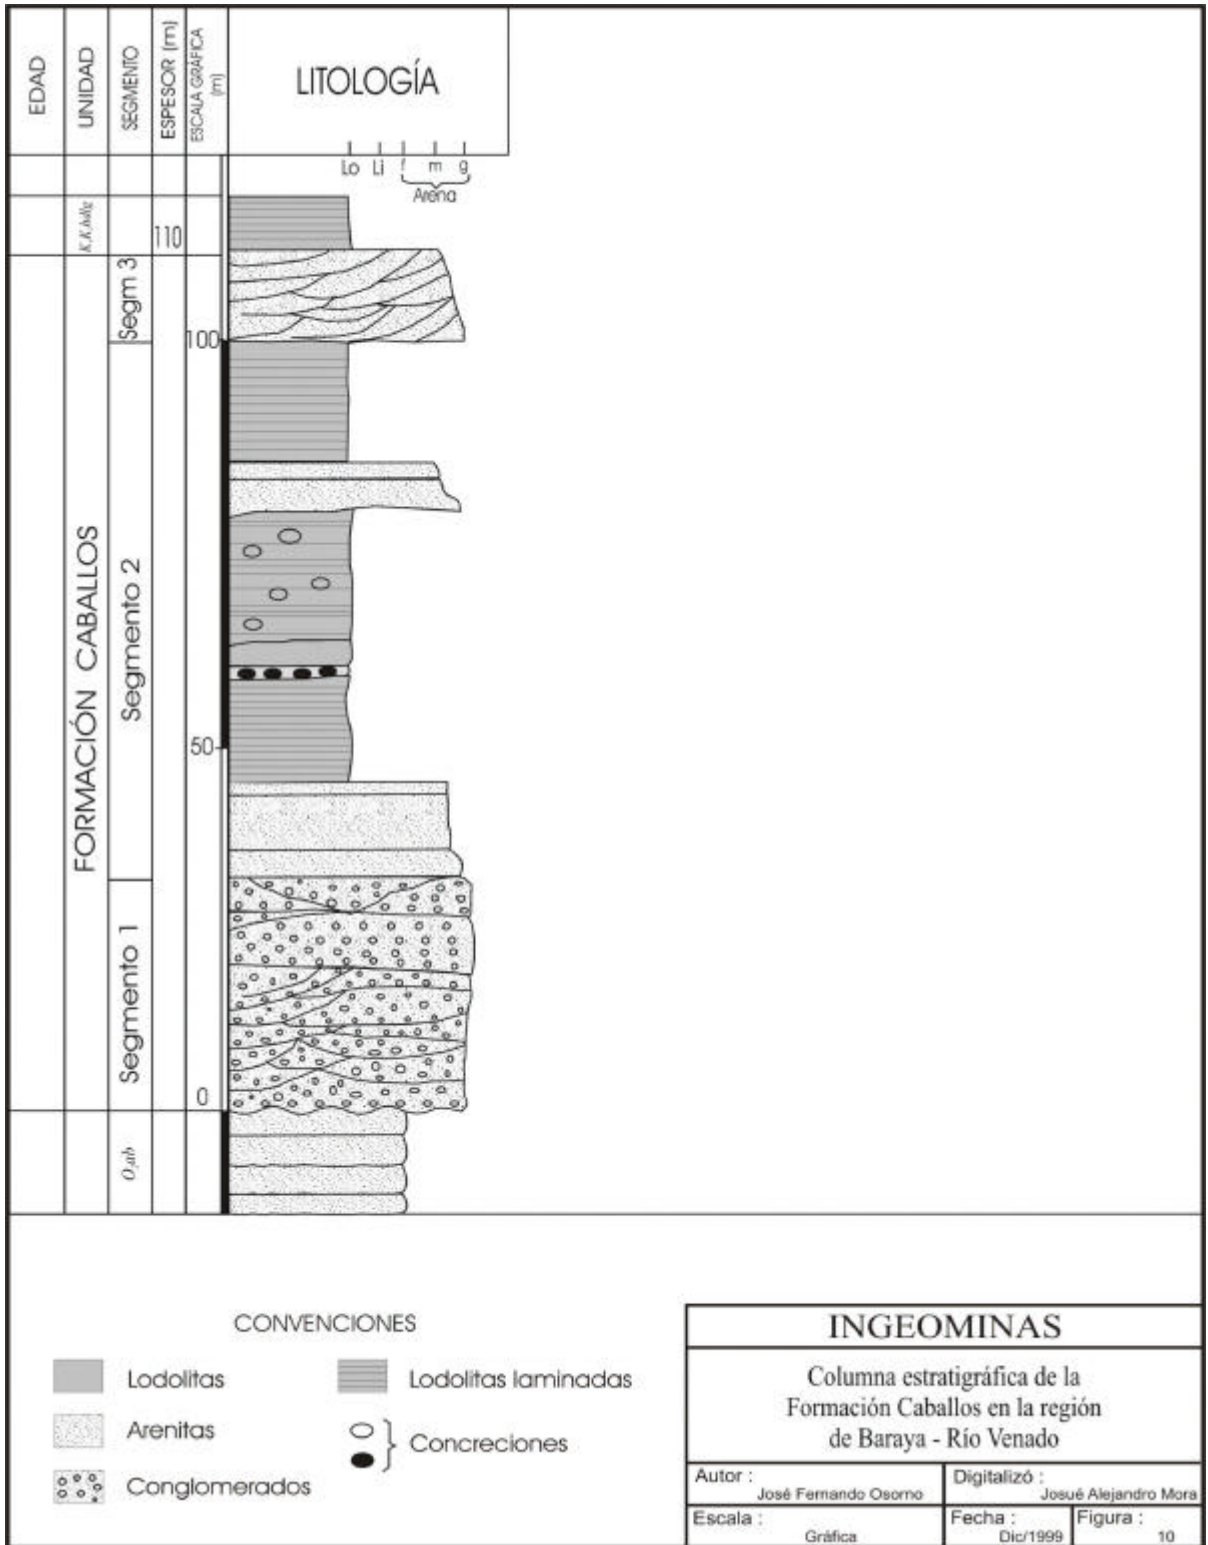 EDAD
UNIDAD
SEGMENTO
ESPESOR (m)
ESCALA GRÁFICA
(m)
LITOLOGÍA
Lo Li f m g
Arena
110
Segm 3
100
FORMACIÓN CABALLOS
Segmento 2
50
Segmento 1
0
CONVENCIONES
Lodolitas
Lodolitas laminadas
Arenitas
Concreciones
Conglomerados
INGEOMINAS
Columna estratigráfica de la
Formación Caballos en la región
de Baraya - Río Venado
Autor :
José Fernando Osorno
Digitalizó :
Josué Alejandro Mora
Escala :
Gráfica
Fecha :
Dic/1999
Figura :
10